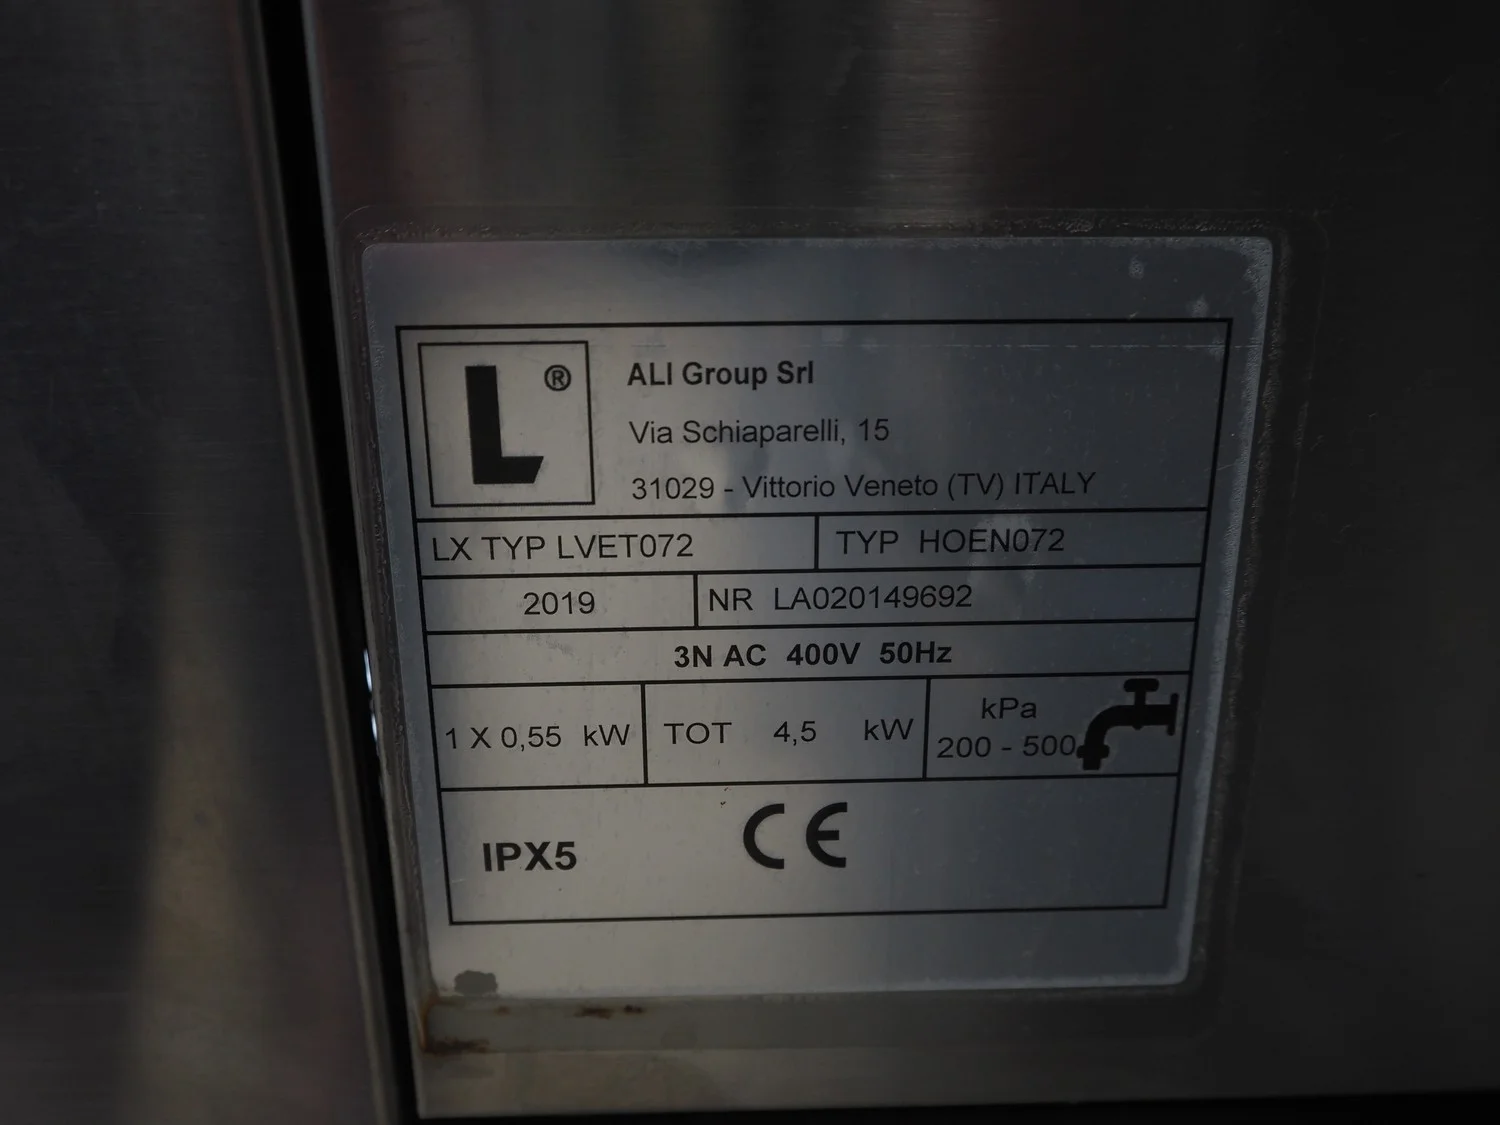 L ®
ALI Group Srl
Via Schiaparelli, 15
31029 - Vittorio Veneto (TV) ITALY
LX TYP LVET072 TYP HOEN072
2019 NR LA020149692
3N AC 400V 50Hz
1 X 0,55 kW TOT 4,5 kW kPa
200 - 500
IPX5 CE